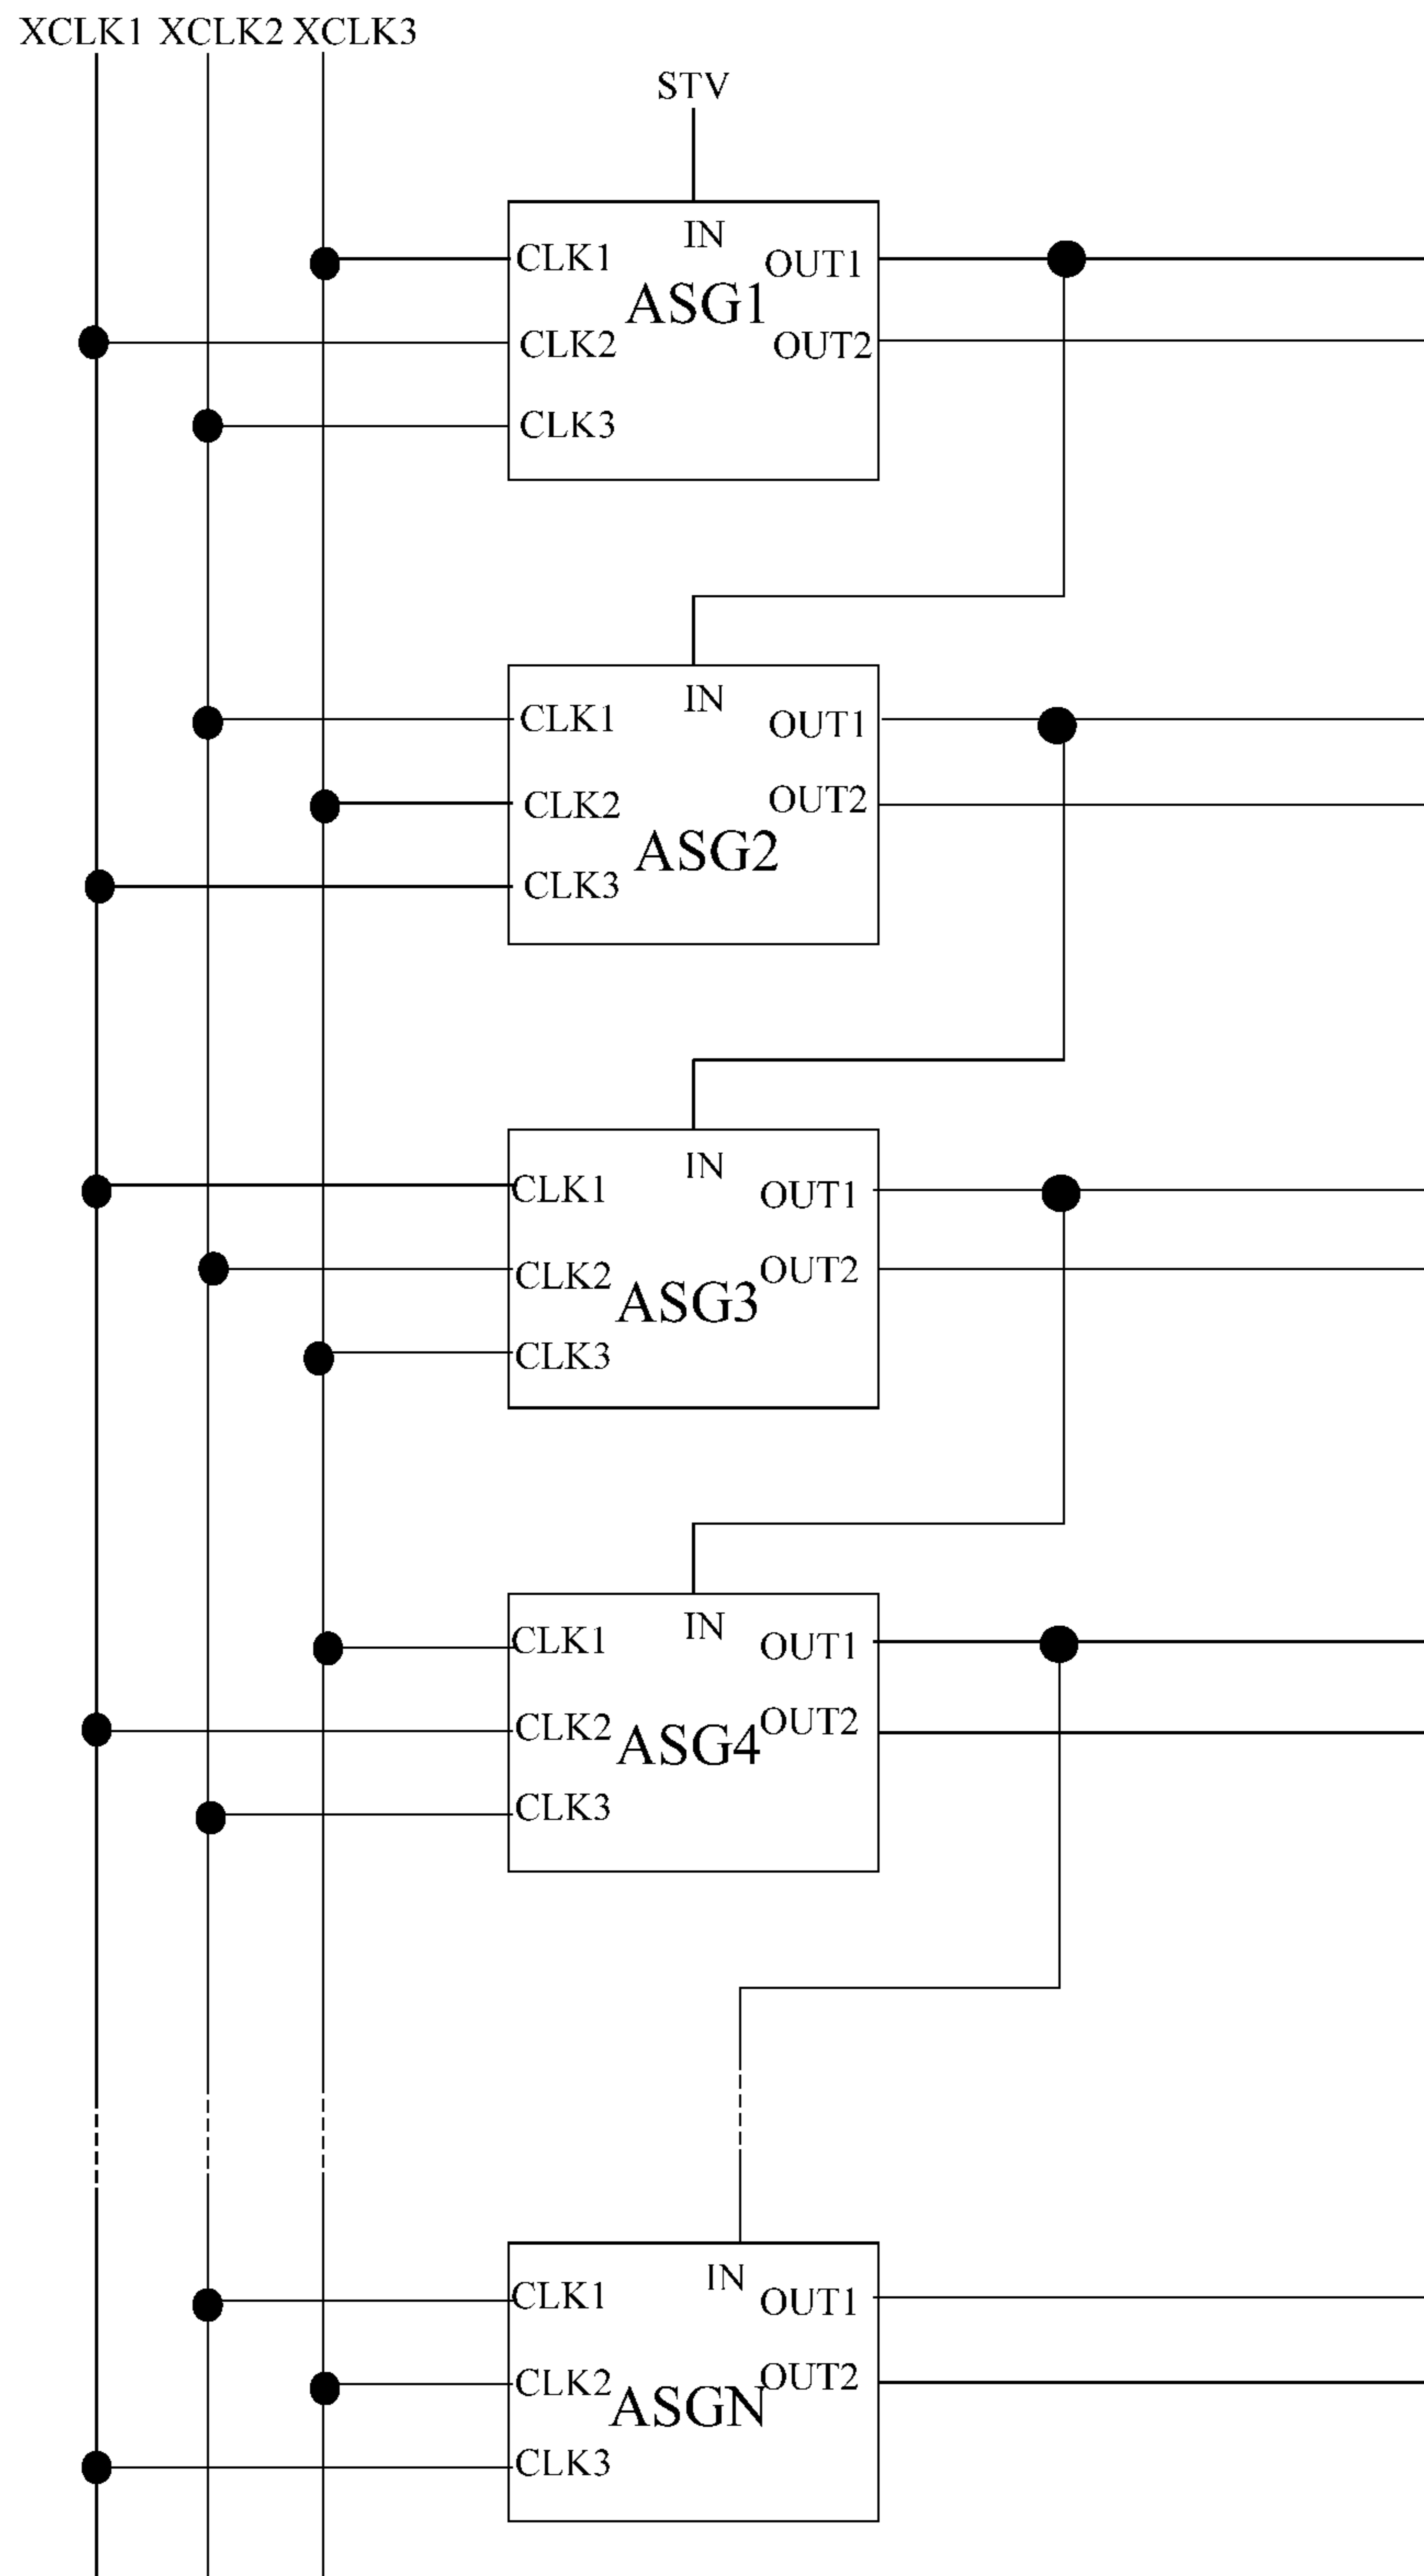 XCLK1 XCLK2 XCLK3
STV
IN
CLK1
OUT1
ASG1
CLK2
OUT2
CLK3
IN
CLK1
OUT1
CLK2
OUT2
ASG2
CLK3
IN
CLK1
OUT1
CLK2
OUT2
ASG3
CLK3
IN
CLK1
OUT1
CLK2
OUT2
ASG4
CLK3
IN
CLK1
OUT1
CLK2
OUT2
ASGN
CLK3